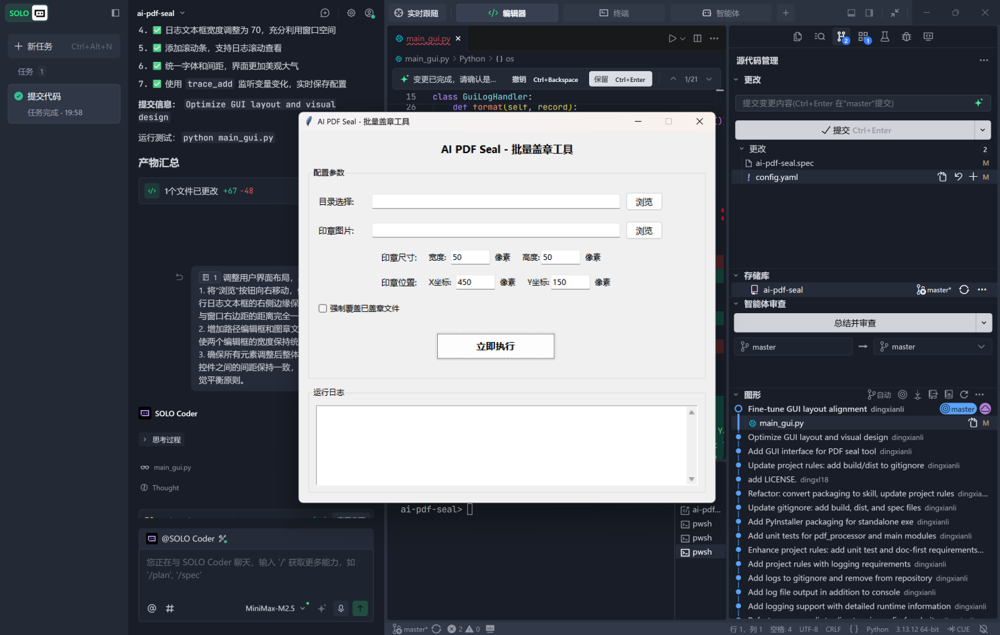 SOLO
ai-pdf-seal
实时跟随
编辑器
终端
智能体
新任务 Ctrl+Alt+N
任务 1
提交代码
任务完成 · 19:58
4. ✅ 日志文本框宽度调整为 70，充分利用窗口空间
5. ✅ 添加滚动条，支持日志滚动查看
6. ✅ 统一字体和间距，界面更加美观大气
7. ✅ 使用 trace_add 监听变量变化，实时保存配置
提交信息： Optimize GUI layout and visual
design
运行测试： python main_gui.py
产物汇总
1个文件已更改 +67 -48
1 调整用户界面布局，
1. 将"浏览"按钮向右移动，
行日志文本框的右侧边缘保
与窗口右边距的距离完全一
2. 增加路径编辑框和图章文
使两个编辑框的宽度保持统
3. 确保所有元素调整后整体
控件之间的间距保持一致，
觉平衡原则。
SOLO Coder
思考过程
main_gui.py
Thought
@SOLO Coder
您正在与 SOLO Coder 聊天，输入 '/' 获取更多能力，如
'/plan', '/spec'
@ # MiniMax-M2.5
main_gui.py
main_gui.py > Python > {} os
变更已完成，请确认是... 撤销 Ctrl+Backspace 保留 Ctrl+Enter 1/21
15 class GuiLogHandler:
26 def format(self, record):
AI PDF Seal - 批量盖章工具
AI PDF Seal - 批量盖章工具
配置参数
目录选择: 浏览
印章图片: 浏览
印章尺寸: 宽度: 50 像素 高度: 50 像素
印章位置: X坐标: 450 像素 Y坐标: 150 像素
强制覆盖已盖章文件
立即执行
运行日志
ai-pdf-seal>
ai-pdf...
pwsh
pwsh
pwsh
2
1
源代码管理
更改
提交变更内容(Ctrl+Enter 在"master"提交)
提交 Ctrl+Enter
更改 2
ai-pdf-seal.spec M
! config.yaml M
存储库
ai-pdf-seal master*
智能体审查
总结并审查
master → master
图形 自动
Fine-tune GUI layout alignment dingxianli master
main_gui.py M
Optimize GUI layout and visual design dingxianli
Add GUI interface for PDF seal tool dingxianli
Update project rules: add build/dist to gitignore dingxianli
add LICENSE. dingxl18
Refactor: convert packaging to skill, update project rules dingxia...
Update gitignore: add build, dist, and spec files dingxianli
Add PyInstaller packaging for standalone exe dingxianli
Add unit tests for pdf_processor and main modules dingxianli
Enhance project rules: add unit test and doc-first requirements...
Add project rules with logging requirements dingxianli
Add logs to gitignore and remove from repository dingxianli
Add log file output in addition to console dingxianli
Add logging support with detailed runtime information dingxianli
master* 2 0
行 1，列 1 空格: 4 UTF-8 CRLF {} Python 3.13.12 64-bit CUE